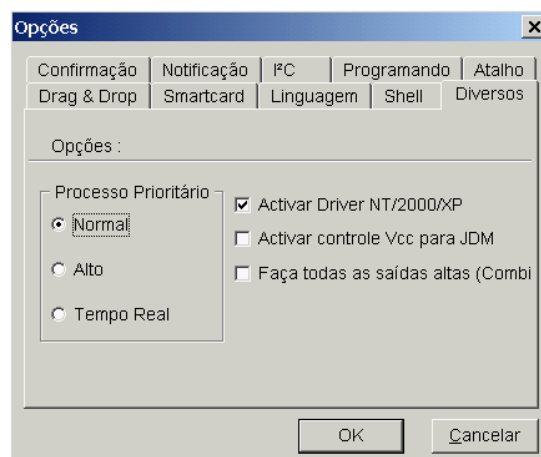 Opções
Confirmação Notificação I²C Programando Atalho
Drag & Drop Smartcard Linguagem Shell Diversos
Opções :
Processo Prioritário
Normal
Alto
Tempo Real
Activar Driver NT/2000/XP
Activar controle Vcc para JDM
Faça todas as saídas altas (Combi
OK Cancelar